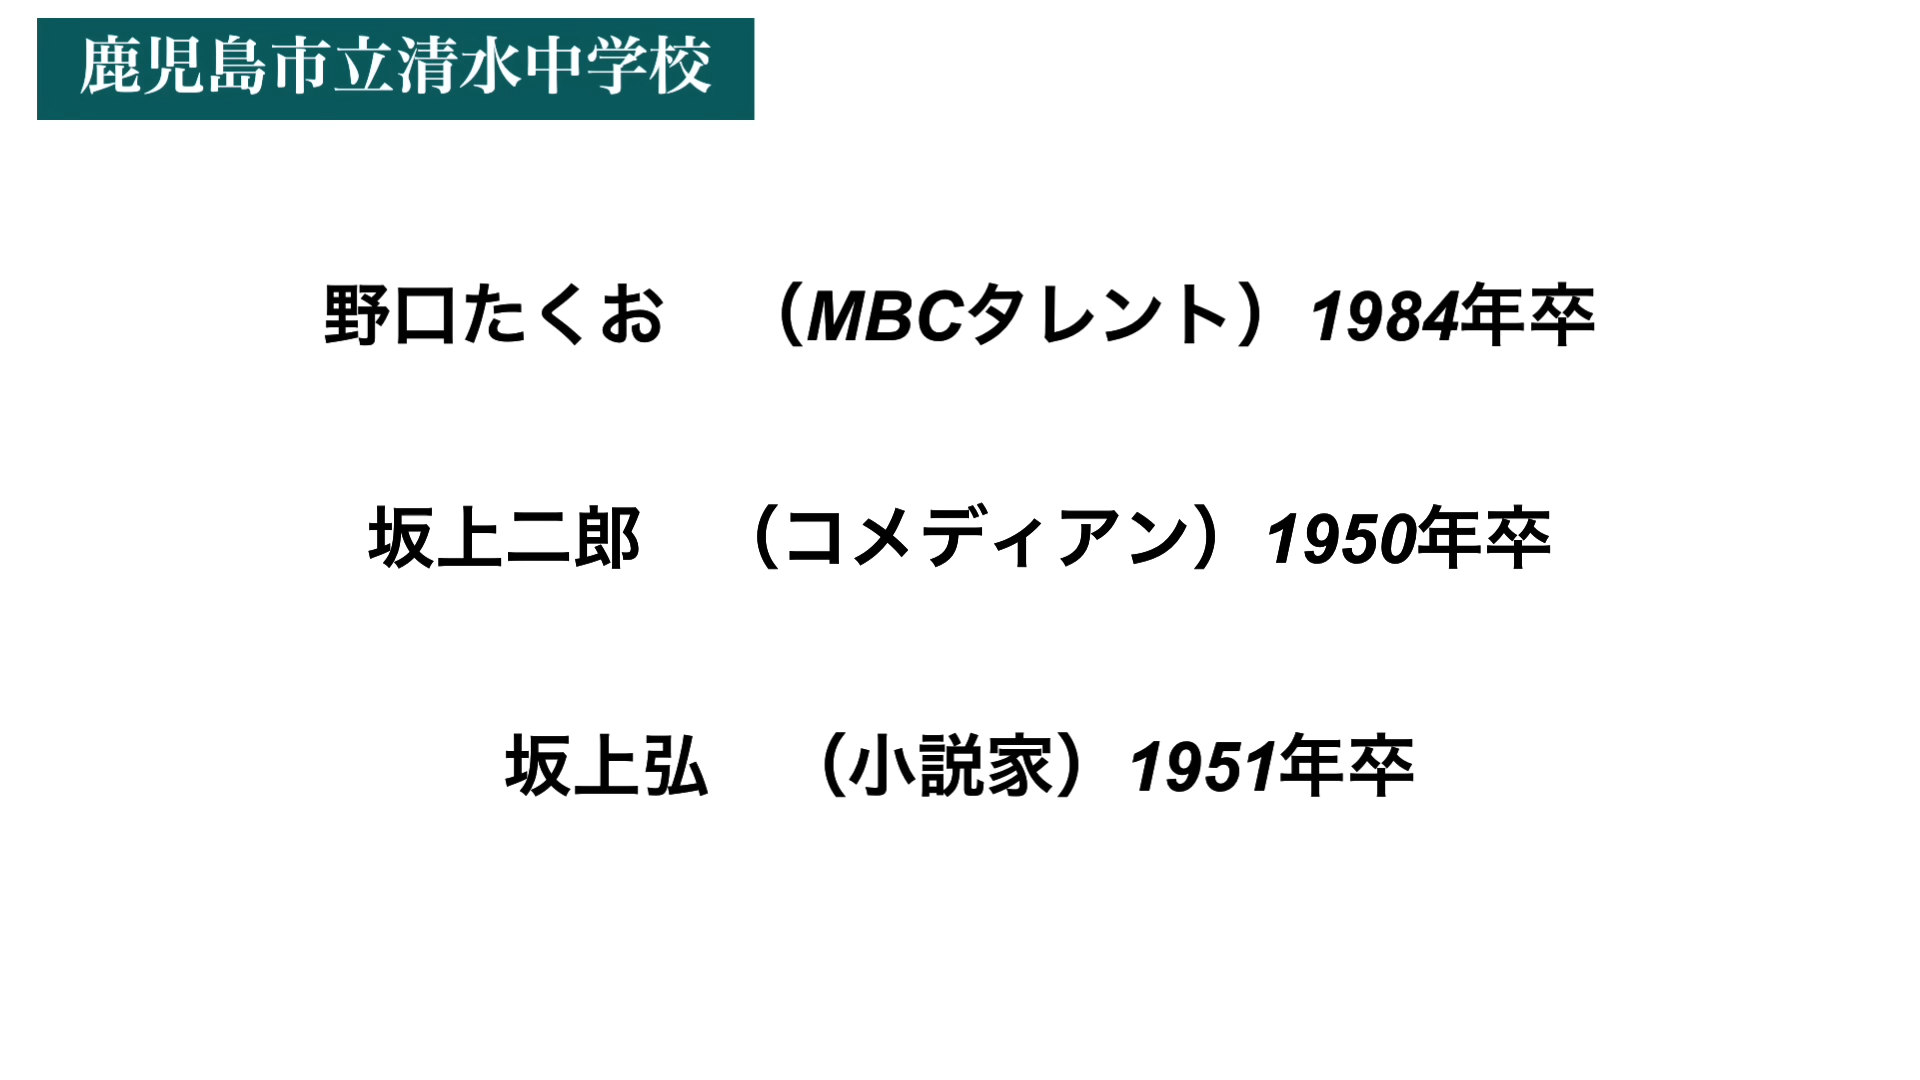 鹿児島市立清水中学校
野口たくお　（MBCタレント）1984年卒
坂上二郎　（コメディアン）1950年卒
坂上弘　（小説家）1951年卒